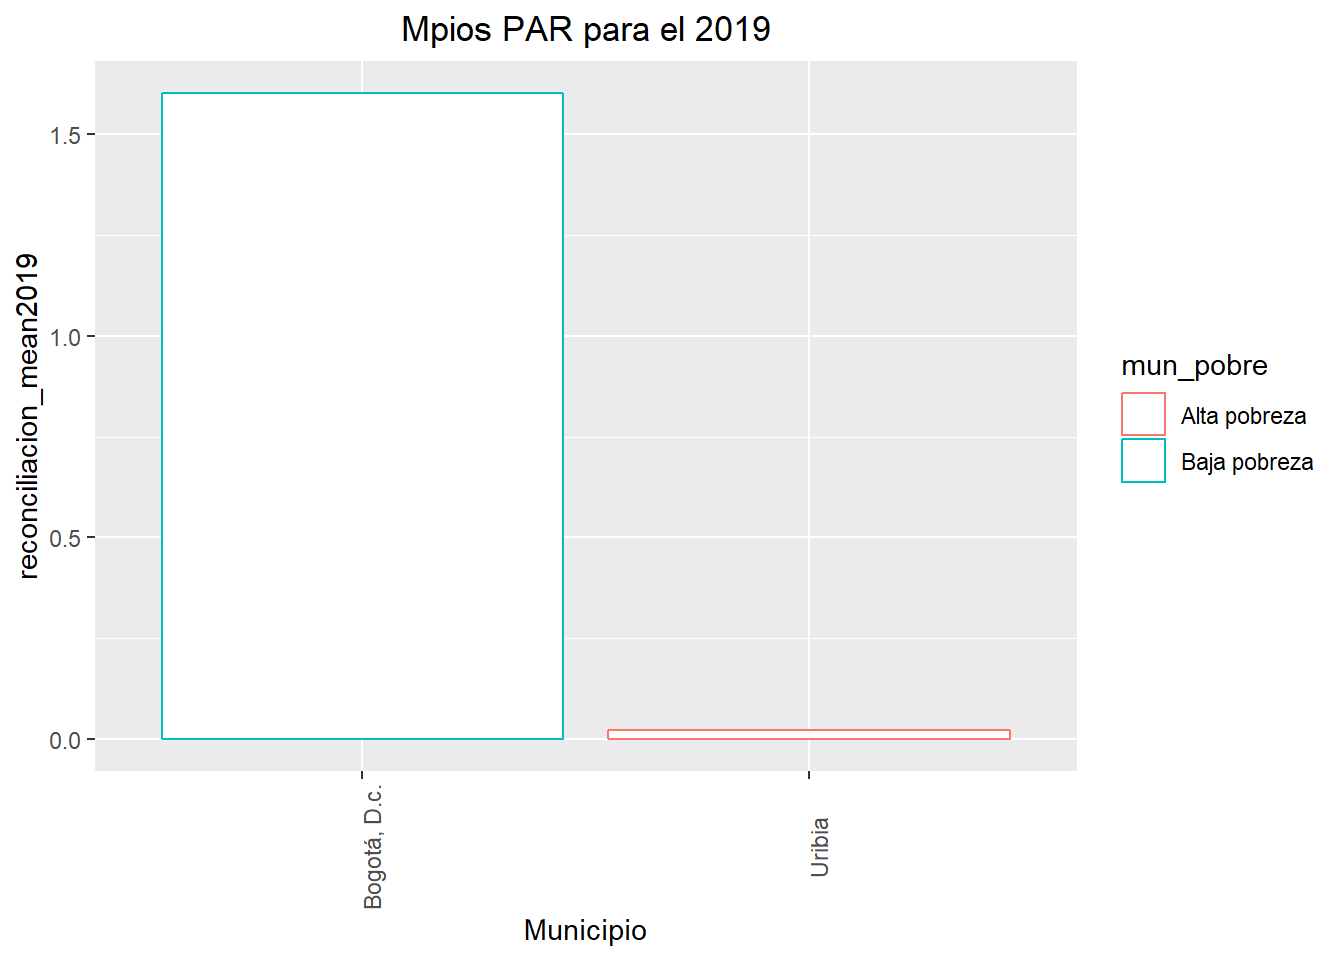 Mpios PAR para el 2019
reconciliacion_mean2019
1.5
1.0
0.5
0.0
Bogotá, D.c.
Uribia
Municipio
mun_pobre
Alta pobreza
Baja pobreza